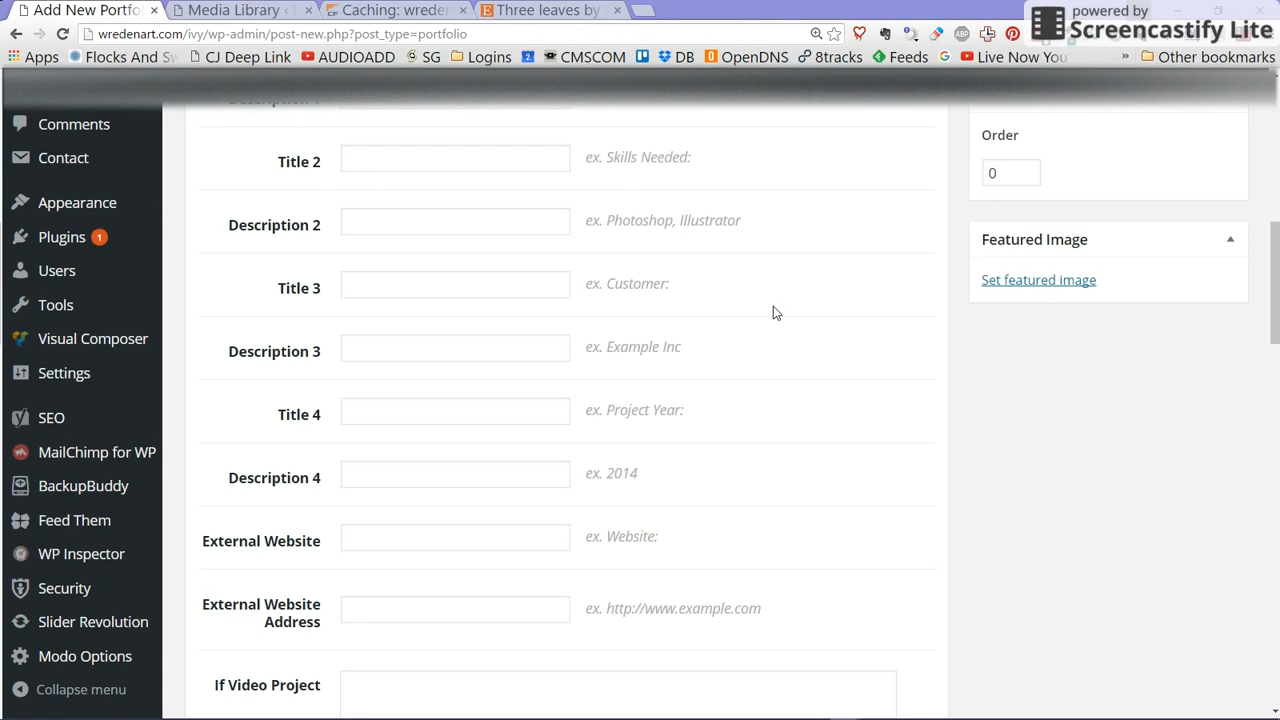 Add New Portfo
Media Library ‹
Caching: wreden
Three leaves by
powered by
Screencastify Lite
wredenart.com/ivy/wp-admin/post-new.php?post_type=portfolio
Apps
Flocks And Sw
CJ Deep Link
AUDIOADD
SG
Logins
CMSCOM
DB
OpenDNS
8tracks
Feeds
Live Now You
»
Other bookmarks
Comments
Contact
Appearance
Plugins 1
Users
Tools
Visual Composer
Settings
SEO
MailChimp for WP
BackupBuddy
Feed Them
WP Inspector
Security
Slider Revolution
Modo Options
Collapse menu
Title 2
ex. Skills Needed:
Description 2
ex. Photoshop, Illustrator
Title 3
ex. Customer:
Description 3
ex. Example Inc
Title 4
ex. Project Year:
Description 4
ex. 2014
External Website
ex. Website:
External Website
Address
ex. http://www.example.com
If Video Project
Order
0
Featured Image
Set featured image